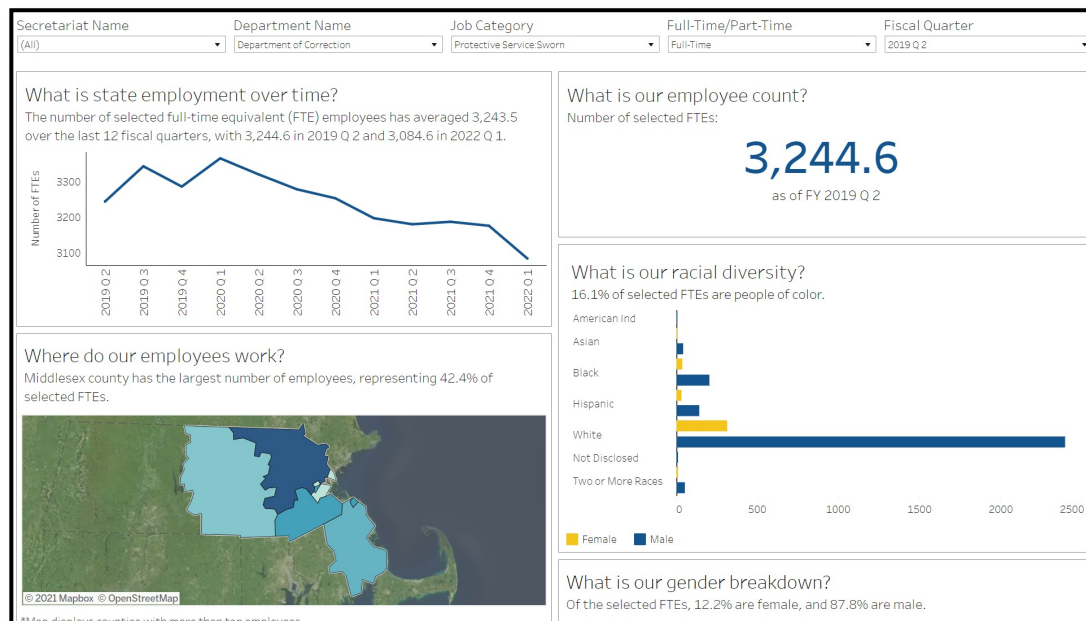 Secretariat Name
Department Name
Job Category
Full-Time/Part-Time
Fiscal Quarter
(All)
Department of Correction
Protective Service:Sworn
Full-Time
2019 Q 2
What is state employment over time?
The number of selected full-time equivalent (FTE) employees has averaged 3,243.5
over the last 12 fiscal quarters, with 3,244.6 in 2019 Q 2 and 3,084.6 in 2022 Q 1.
Number of FTEs
3300
3200
3100
2019 Q 2
2019 Q 3
2019 Q 4
2020 Q 1
2020 Q 2
2020 Q 3
2020 Q 4
2021 Q 1
2021 Q 2
2021 Q 3
2021 Q 4
2022 Q 1
What is our employee count?
Number of selected FTEs:
3,244.6
as of FY 2019 Q 2
What is our racial diversity?
16.1% of selected FTEs are people of color.
American Ind
Asian
Black
Hispanic
White
Not Disclosed
Two or More Races
0
500
1000
1500
2000
2500
Female
Male
Where do our employees work?
Middlesex county has the largest number of employees, representing 42.4% of
selected FTEs.
© 2021 Mapbox © OpenStreetMap
*Map displays counties with more than ten employees
What is our gender breakdown?
Of the selected FTEs, 12.2% are female, and 87.8% are male.